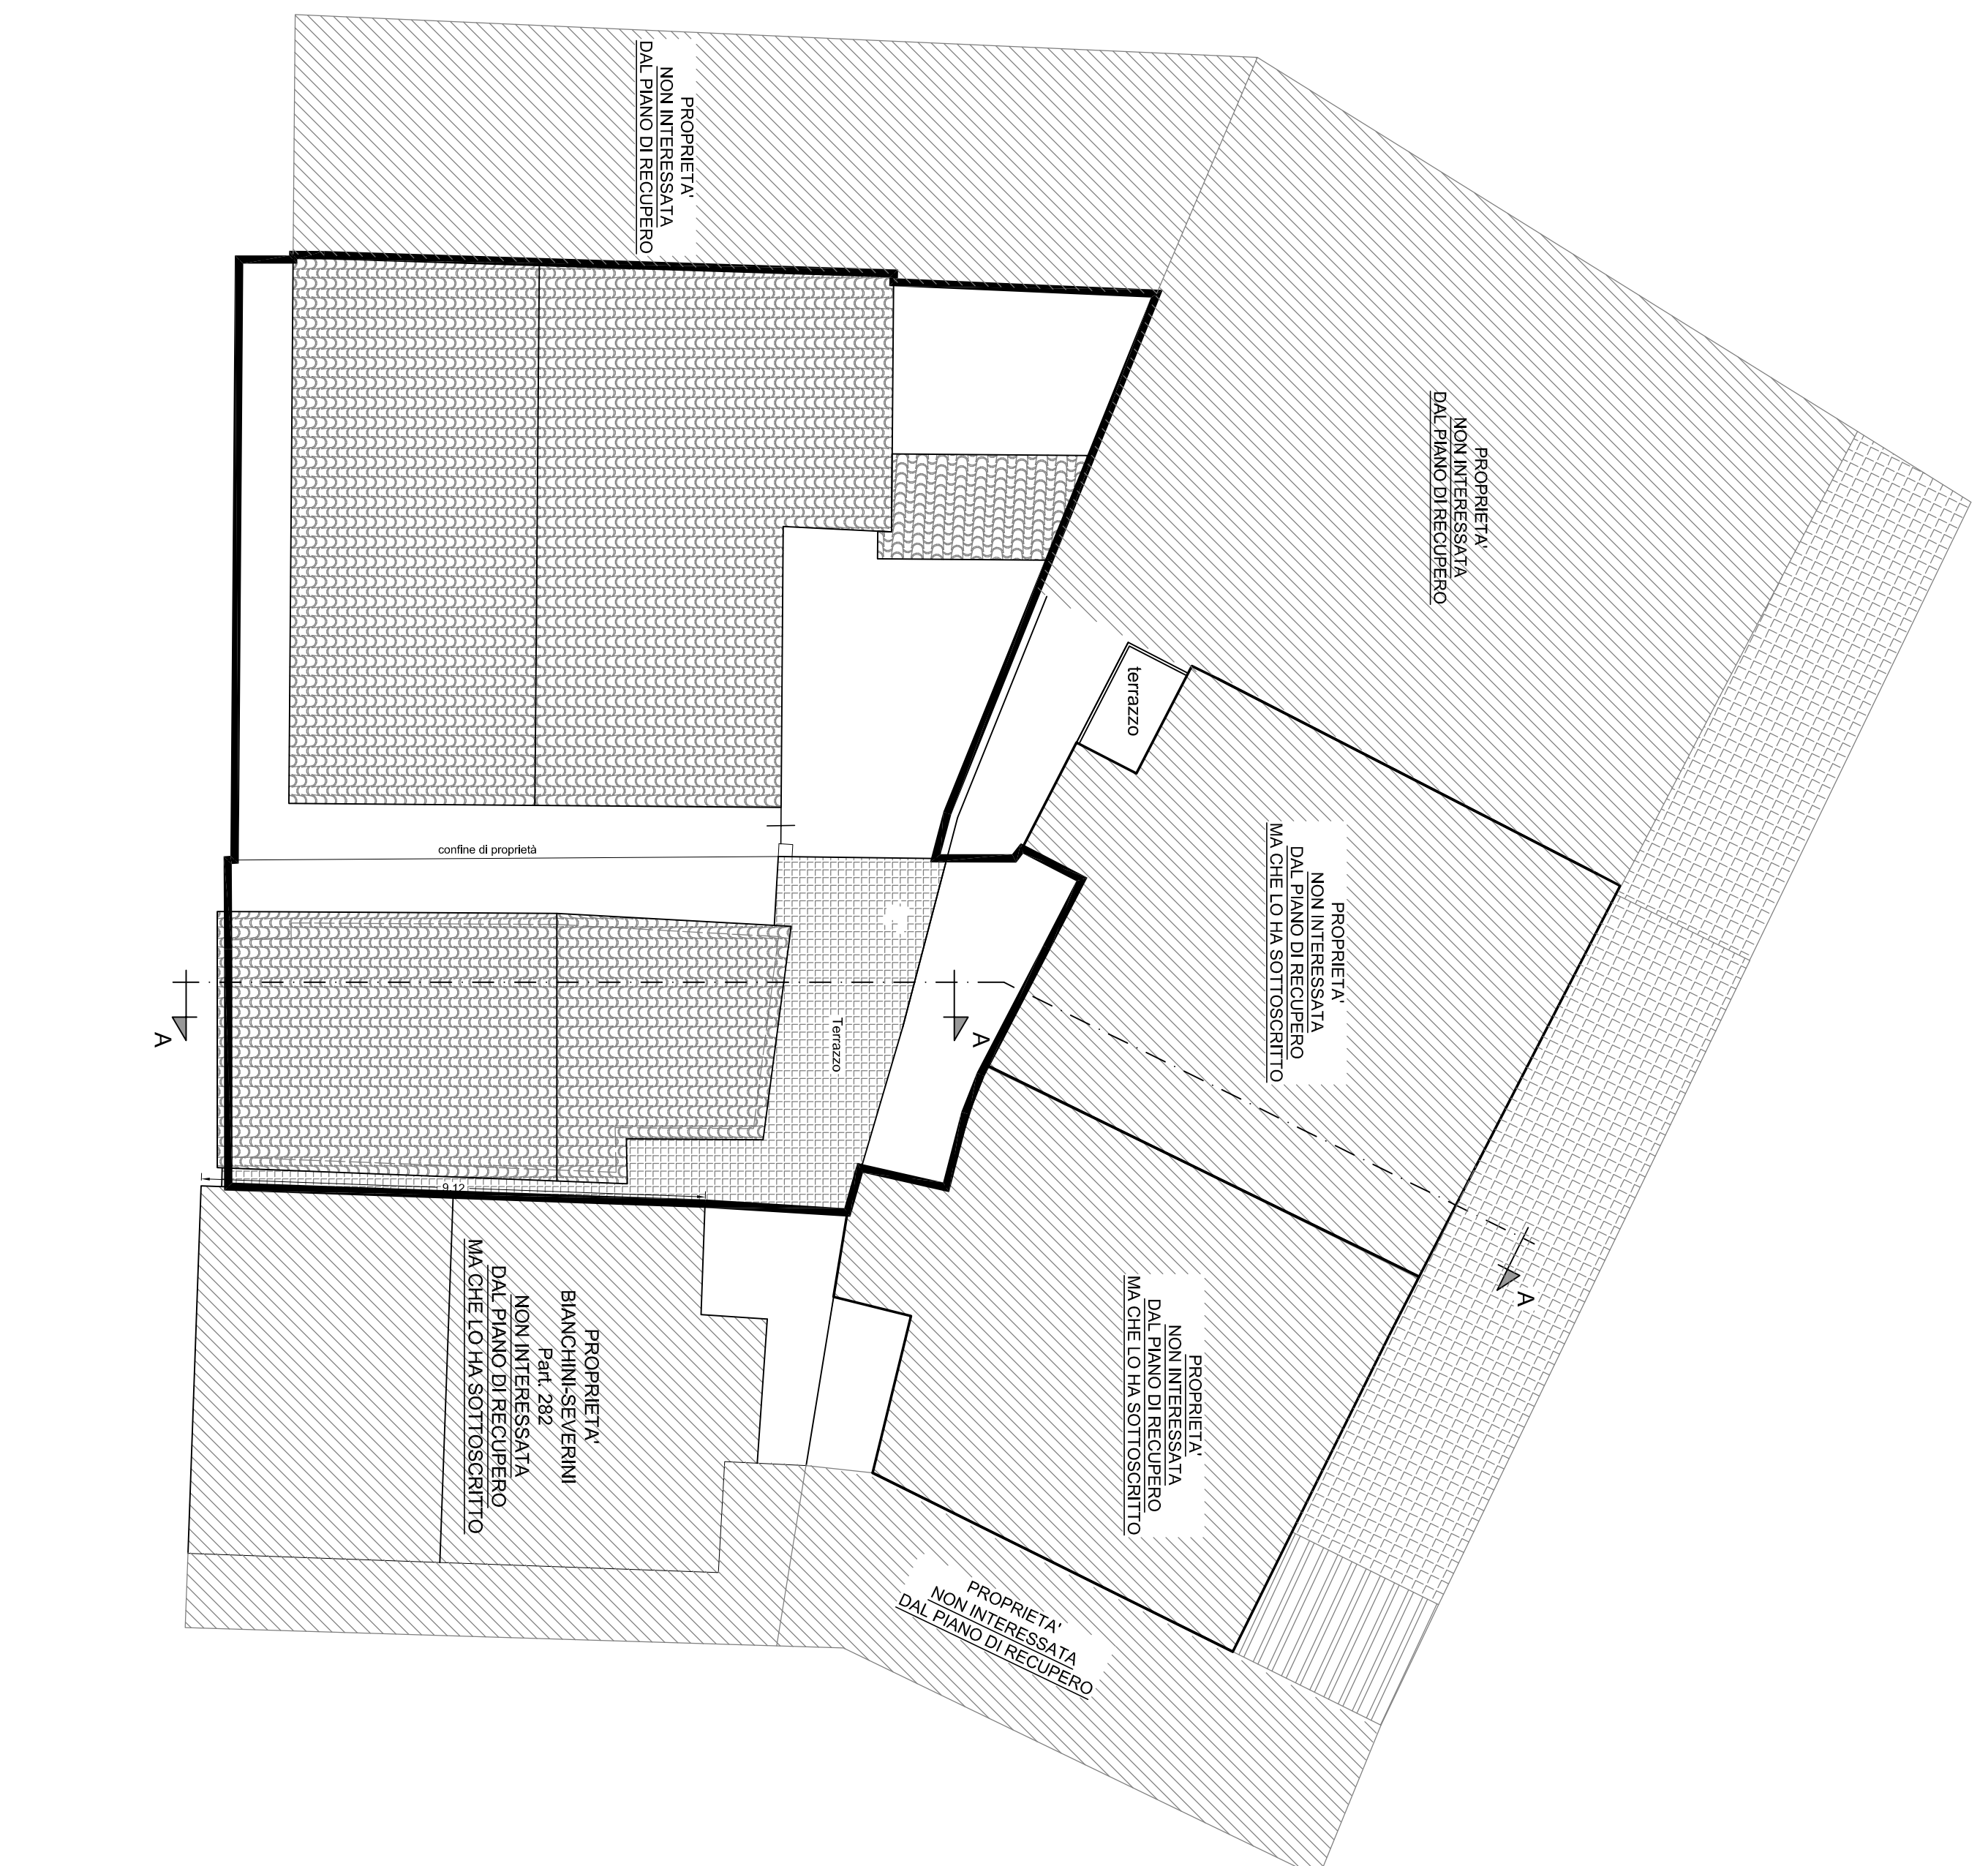 PROPRIETA'
NON INTERESSATA
DAL PIANO DI RECUPERO
PROPRIETA'
NON INTERESSATA
DAL PIANO DI RECUPERO
terrazzo
PROPRIETA'
NON INTERESSATA
DAL PIANO DI RECUPERO
MA CHE LO HA SOTTOSCRITTO
confine di proprietà
Terrazzo
A
A
A
9.12
PROPRIETA'
BIANCHINI-SEVERINI
Part. 282
NON INTERESSATA
DAL PIANO DI RECUPERO
MA CHE LO HA SOTTOSCRITTO
PROPRIETA'
NON INTERESSATA
DAL PIANO DI RECUPERO
MA CHE LO HA SOTTOSCRITTO
PROPRIETA'
NON INTERESSATA
DAL PIANO DI RECUPERO